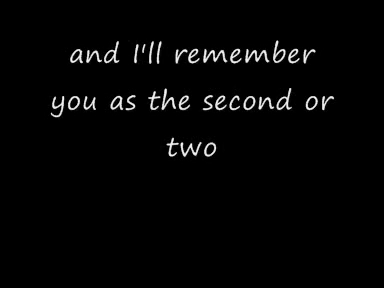 and I'll remember
you as the second or
two